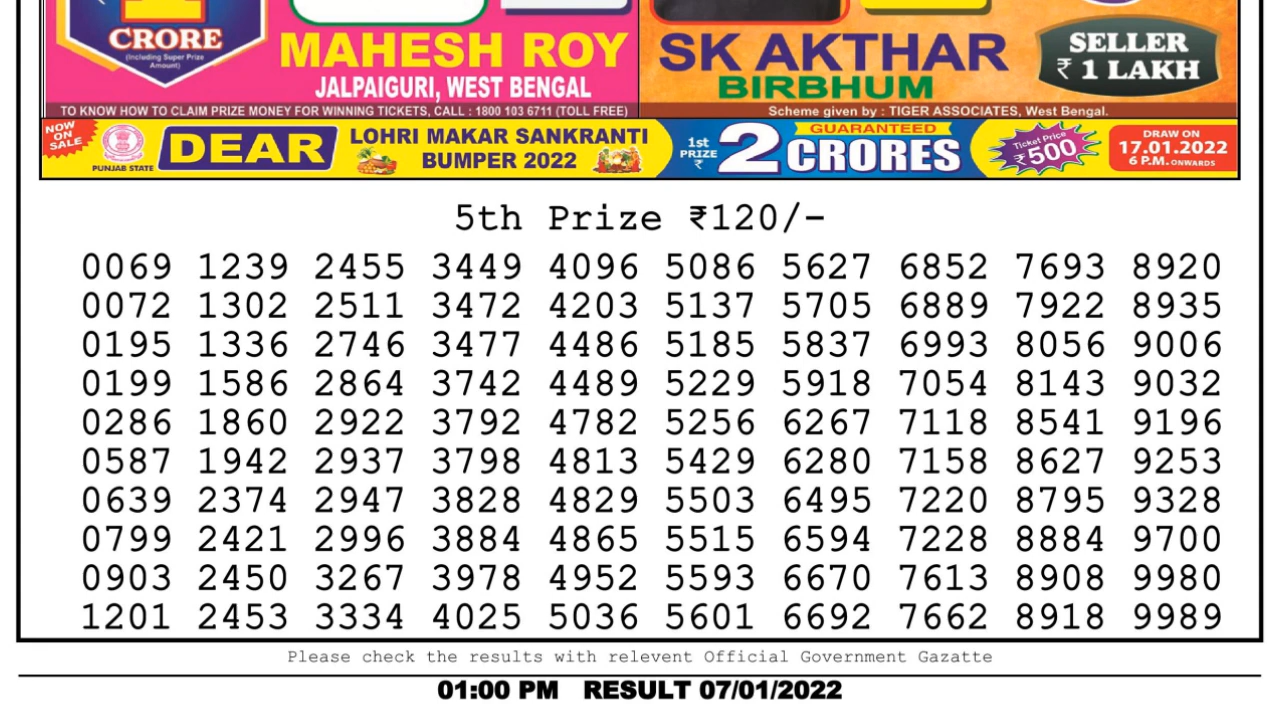 CRORE
(Including Super Prize
Amount)
MAHESH ROY
JALPAIGURI, WEST BENGAL
SK AKTHAR
BIRBHUM
SELLER
₹ 1 LAKH
TO KNOW HOW TO CLAIM PRIZE MONEY FOR WINNING TICKETS, CALL : 1800 103 6711 (TOLL FREE)
Scheme given by : TIGER ASSOCIATES, West Bengal.
NOW
ON
SALE
PUNJAB STATE
DEAR
LOHRI MAKAR SANKRANTI
BUMPER 2022
1st
PRIZE
₹
2
GUARANTEED
CRORES
Ticket Price
₹500
DRAW ON
17.01.2022
6 P.M. ONWARDS
5th Prize ₹120/-
0069 1239 2455 3449 4096 5086 5627 6852 7693 8920
0072 1302 2511 3472 4203 5137 5705 6889 7922 8935
0195 1336 2746 3477 4486 5185 5837 6993 8056 9006
0199 1586 2864 3742 4489 5229 5918 7054 8143 9032
0286 1860 2922 3792 4782 5256 6267 7118 8541 9196
0587 1942 2937 3798 4813 5429 6280 7158 8627 9253
0639 2374 2947 3828 4829 5503 6495 7220 8795 9328
0799 2421 2996 3884 4865 5515 6594 7228 8884 9700
0903 2450 3267 3978 4952 5593 6670 7613 8908 9980
1201 2453 3334 4025 5036 5601 6692 7662 8918 9989
Please check the results with relevent Official Government Gazatte
01:00 PM RESULT 07/01/2022